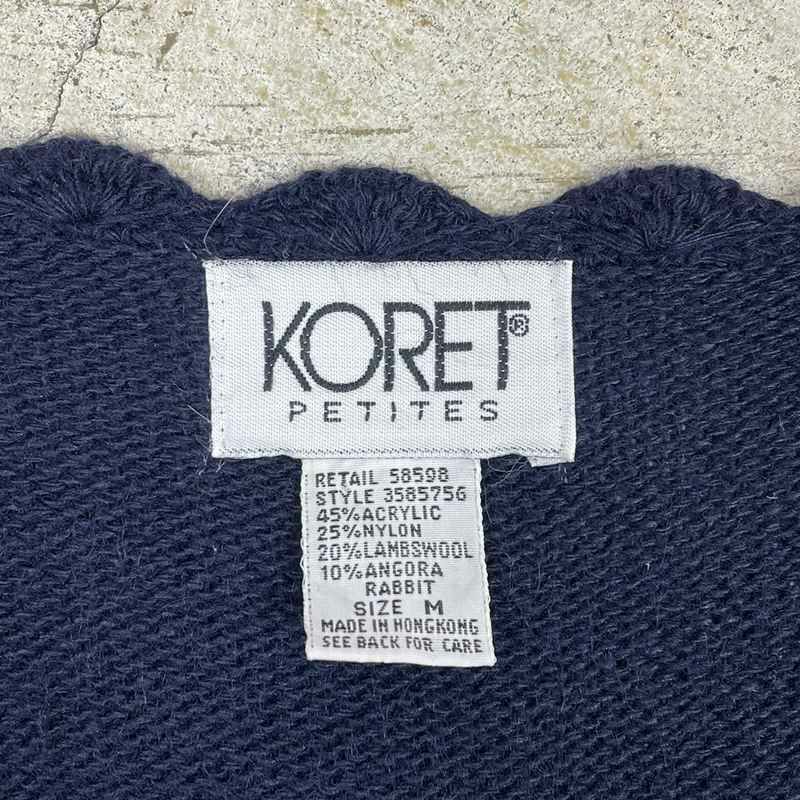 KORET®
PETITES
RETAIL 58598
STYLE 3585756
45%ACRYLIC
25%NYLON
20%LAMBSWOOL
10%ANGORA
RABBIT
SIZE M
MADE IN HONGKONG
SEE BACK FOR CARE